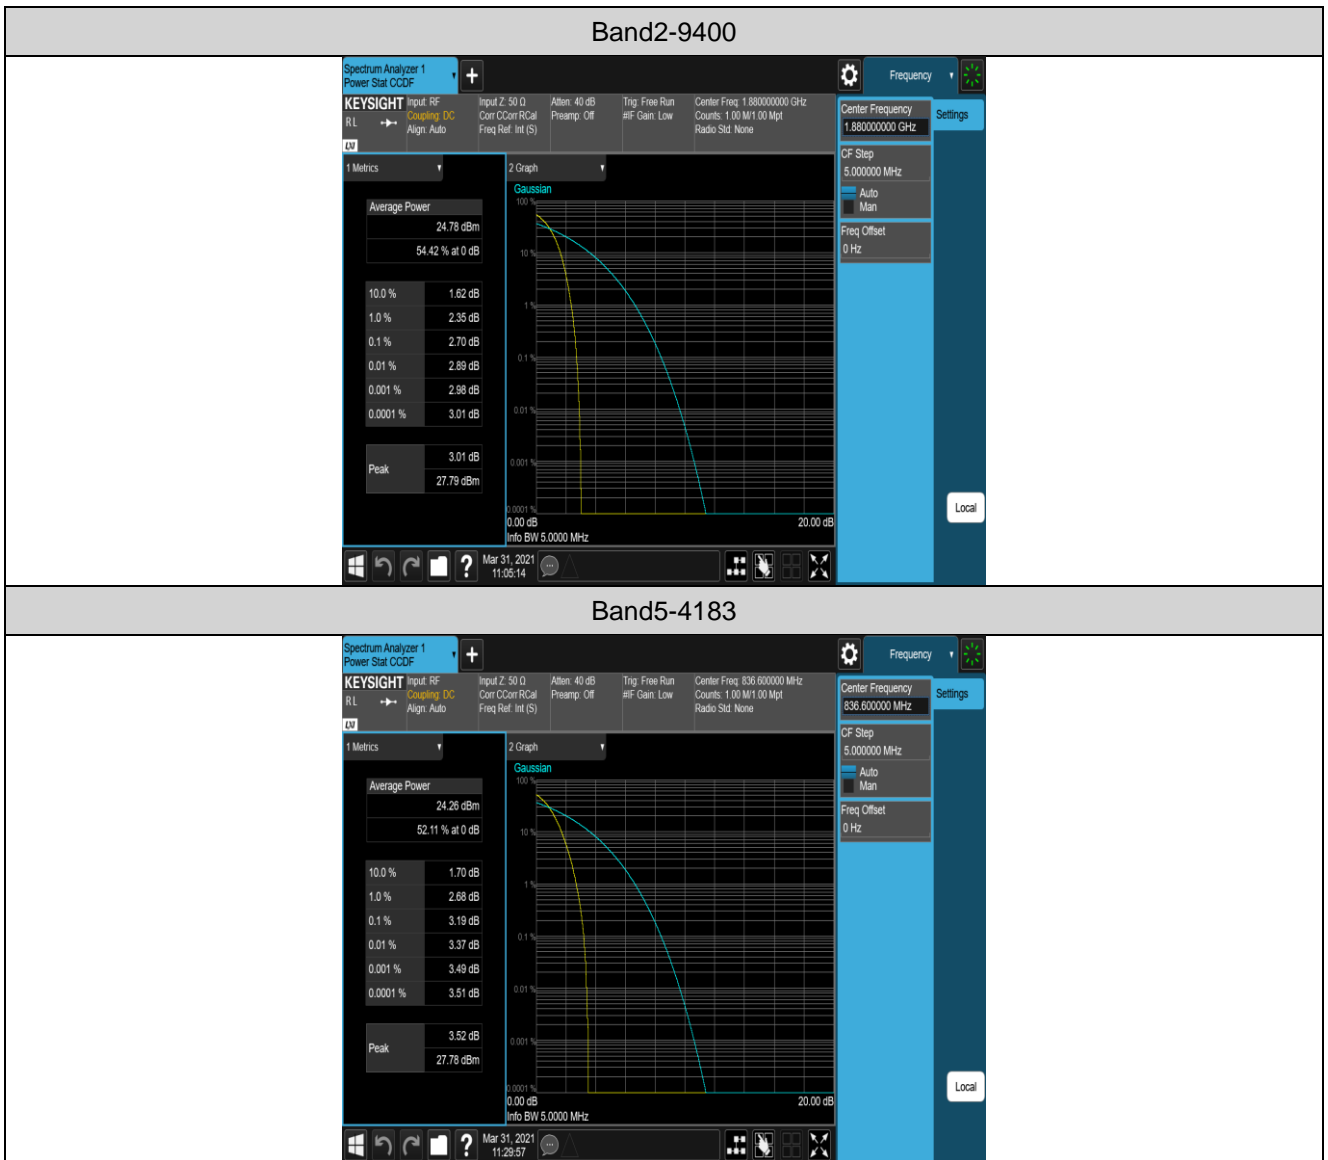 Band2-9400
Spectrum Analyzer 1
Power Stat CCDF
Frequency
KEYSIGHT
R L
LXI
Input: RF
Coupling: DC
Align: Auto
Input Z: 50 Ω
Corr CCorr RCal
Freq Ref: Int (S)
Atten: 40 dB
Preamp: Off
Trig: Free Run
#IF Gain: Low
Center Freq: 1.880000000 GHz
Counts: 1.00 M/1.00 Mpt
Radio Std: None
Center Frequency
1.880000000 GHz
Settings
CF Step
5.000000 MHz
Auto
Man
Freq Offset
0 Hz
Local
1 Metrics
Average Power
24.78 dBm
54.42 % at 0 dB
10.0 % 1.62 dB
1.0 % 2.35 dB
0.1 % 2.70 dB
0.01 % 2.89 dB
0.001 % 2.98 dB
0.0001 % 3.01 dB
Peak 3.01 dB
27.79 dBm
2 Graph
Gaussian
100 %
10 %
1 %
0.1 %
0.01 %
0.001 %
0.0001 %
0.00 dB 20.00 dB
Info BW 5.0000 MHz
? Mar 31, 2021
11:05:14
Band5-4183
Spectrum Analyzer 1
Power Stat CCDF
Frequency
KEYSIGHT
R L
LXI
Input: RF
Coupling: DC
Align: Auto
Input Z: 50 Ω
Corr CCorr RCal
Freq Ref: Int (S)
Atten: 40 dB
Preamp: Off
Trig: Free Run
#IF Gain: Low
Center Freq: 836.600000 MHz
Counts: 1.00 M/1.00 Mpt
Radio Std: None
Center Frequency
836.600000 MHz
Settings
CF Step
5.000000 MHz
Auto
Man
Freq Offset
0 Hz
Local
1 Metrics
Average Power
24.26 dBm
52.11 % at 0 dB
10.0 % 1.70 dB
1.0 % 2.68 dB
0.1 % 3.19 dB
0.01 % 3.37 dB
0.001 % 3.49 dB
0.0001 % 3.51 dB
Peak 3.52 dB
27.78 dBm
2 Graph
Gaussian
100 %
10 %
1 %
0.1 %
0.01 %
0.001 %
0.0001 %
0.00 dB 20.00 dB
Info BW 5.0000 MHz
? Mar 31, 2021
11:29:57